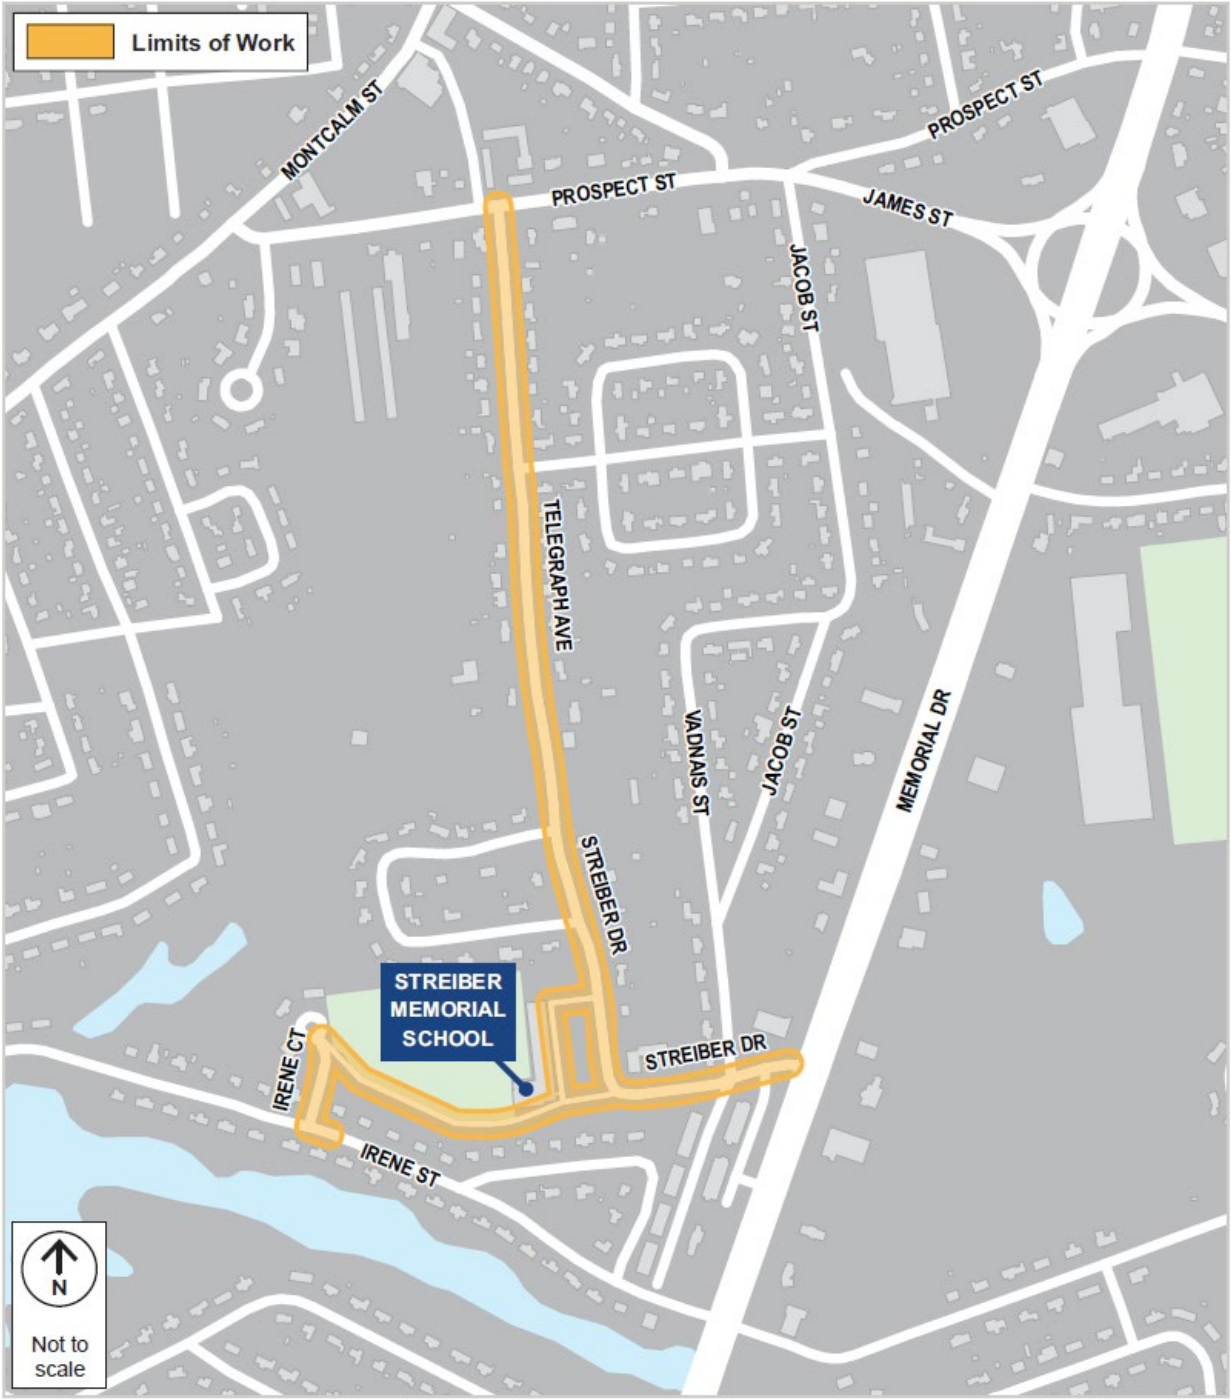 Limits of Work
MONTCALM ST
PROSPECT ST
PROSPECT ST
JAMES ST
JACOB ST
TELEGRAPH AVE
VADNAIS ST
JACOB ST
MEMORIAL DR
STREIBER DR
STREIBER
MEMORIAL
SCHOOL
STREIBER DR
IRENE CT
IRENE ST
N
Not to
scale